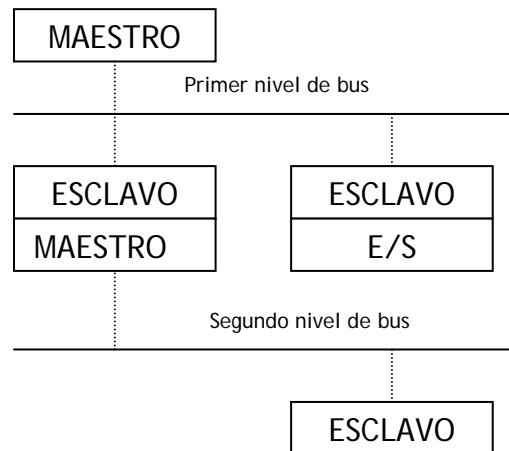 MAESTRO
Primer nivel de bus
ESCLAVO
ESCLAVO
MAESTRO
E/S
Segundo nivel de bus
ESCLAVO